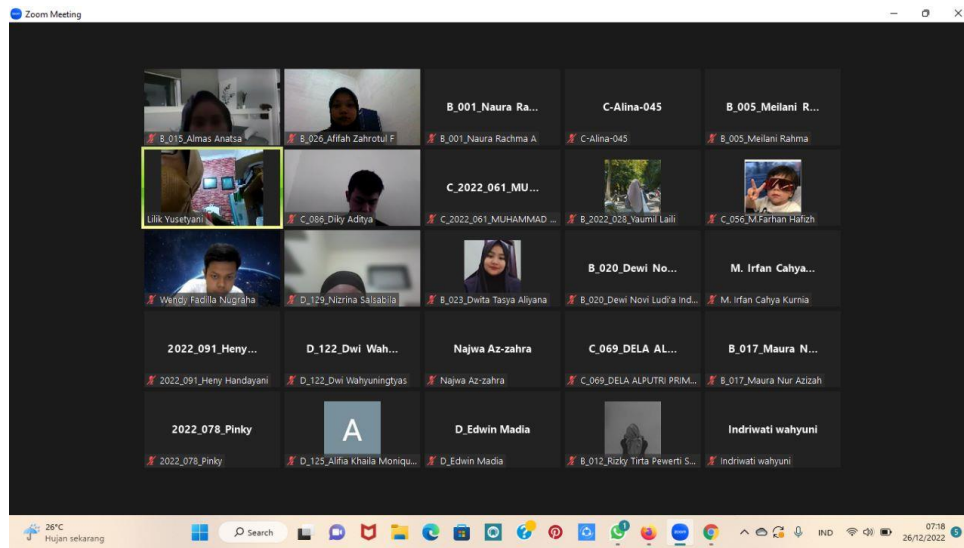 Zoom Meeting
B_015_Almas Anatsa
B_026_Afifah Zahrotul F
B_001_Naura Ra...
B_001_Naura Rachma A
C-Alina-045
C-Alina-045
B_005_Meilani R...
B_005_Meilani Rahma
Lilik Yusetyani
C_086_Diky Aditya
C_2022_061_MU...
C_2022_061_MUHAMMAD ...
B_2022_028_Yaumil Laili
C_056_M.Farhan Hafizh
Wendy Fadilla Nugraha
D_129_Nizrina Salsabila
B_023_Dwita Tasya Aliyana
B_020_Dewi No...
B_020_Dewi Novi Ludi'a Ind...
M. Irfan Cahya...
M. Irfan Cahya Kurnia
2022_091_Heny...
2022_091_Heny Handayani
D_122_Dwi Wah...
D_122_Dwi Wahyuningtyas
Najwa Az-zahra
Najwa Az-zahra
C_069_DELA AL...
C_069_DELA ALPUTRI PRIM...
B_017_Maura N...
B_017_Maura Nur Azizah
2022_078_Pinky
2022_078_Pinky
A
D_125_Alifia Khaila Moniqu...
D_Edwin Madia
D_Edwin Madia
B_012_Rizky Tirta Pewerti S...
Indriwati wahyuni
Indriwati wahyuni
26°C
Hujan sekarang
Search
IND
07:18
26/12/2022
5